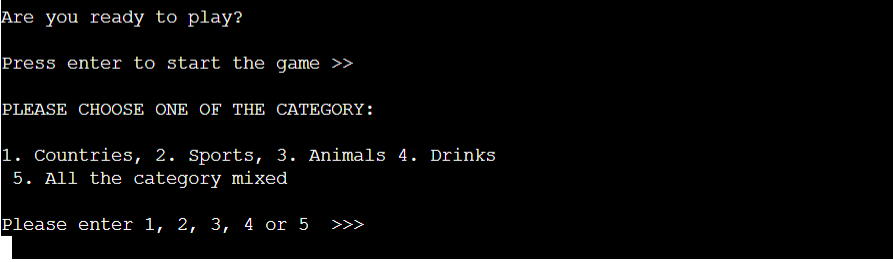 Are you ready to play?
Press enter to start the game >>
PLEASE CHOOSE ONE OF THE CATEGORY:
1. Countries, 2. Sports, 3. Animals 4. Drinks
5. All the category mixed
Please enter 1, 2, 3, 4 or 5  >>>